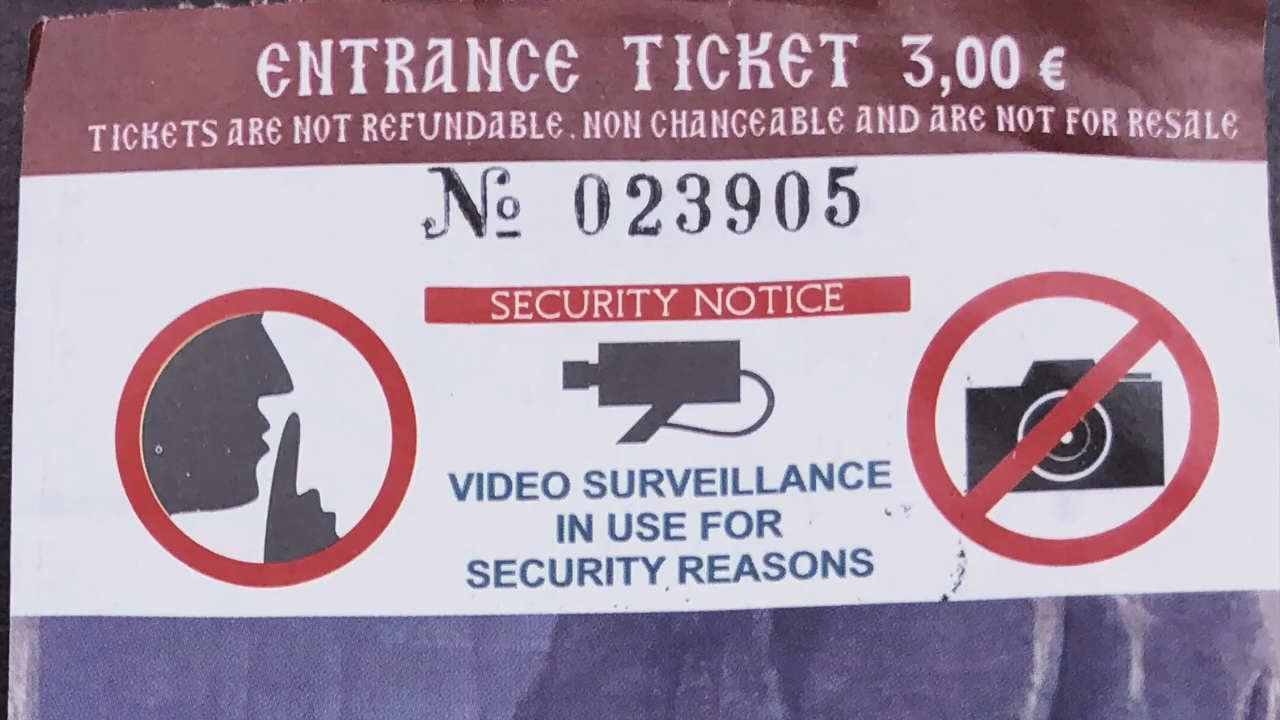 ENTRANCE TICKET 3,00 €
TICKETS ARE NOT REFUNDABLE. NON CHANGEABLE AND ARE NOT FOR RESALE
№ 023905
SECURITY NOTICE
VIDEO SURVEILLANCE
IN USE FOR
SECURITY REASONS